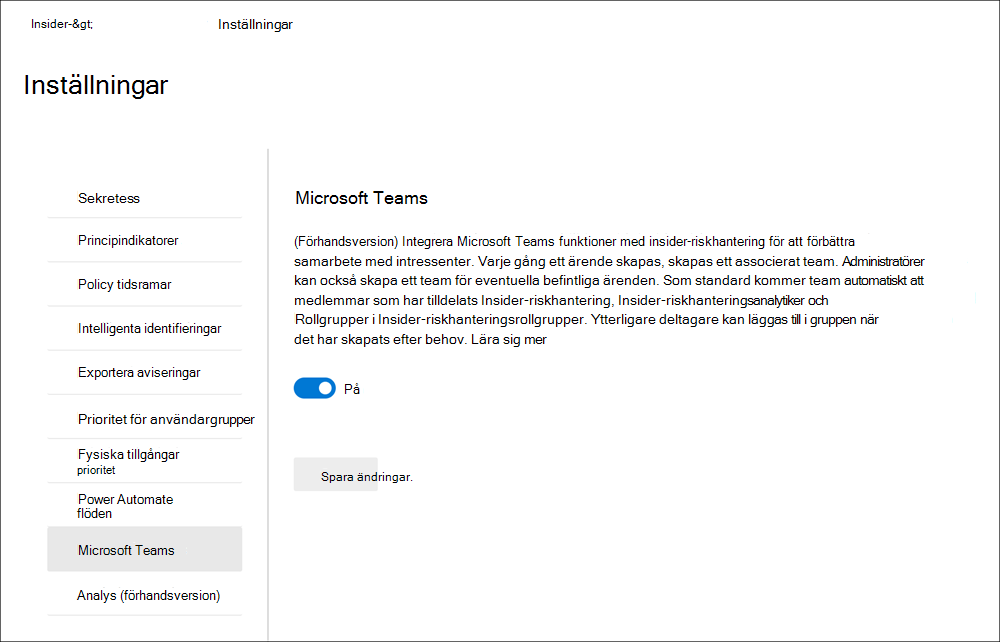 Insider-&gt; Inställningar
Inställningar
Sekretess
Principindikatorer
Policy tidsramar
Intelligenta identifieringar
Exportera aviseringar
Prioritet för användargrupper
Fysiska tillgångar
prioritet
Power Automate
flöden
Microsoft Teams
Analys (förhandsversion)
Microsoft Teams
(Förhandsversion) Integrera Microsoft Teams funktioner med insider-riskhantering för att förbättra
samarbete med intressenter. Varje gång ett ärende skapas, skapas ett associerat team. Administratörer
kan också skapa ett team för eventuella befintliga ärenden. Som standard kommer team automatiskt att
medlemmar som har tilldelats Insider-riskhantering, Insider-riskhanteringsanalytiker och
Rollgrupper i Insider-riskhanteringsrollgrupper. Ytterligare deltagare kan läggas till i gruppen när
det har skapats efter behov. Lära sig mer
På
Spara ändringar.